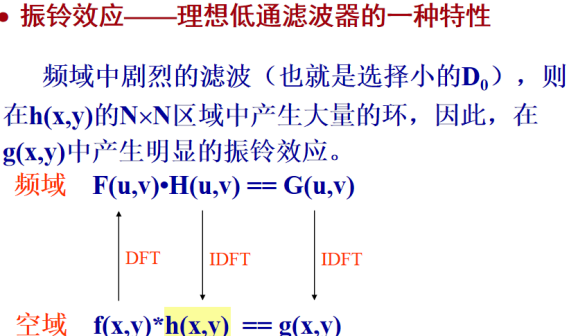 • 振铃效应——理想低通滤波器的一种特性
频域中剧烈的滤波（也就是选择小的D₀），则
在h(x,y)的N×N区域中产生大量的环，因此，在
g(x,y)中产生明显的振铃效应。
频域 F(u,v)•H(u,v) == G(u,v)
DFT IDFT IDFT
空域 f(x,y)*h(x,y) == g(x,y)